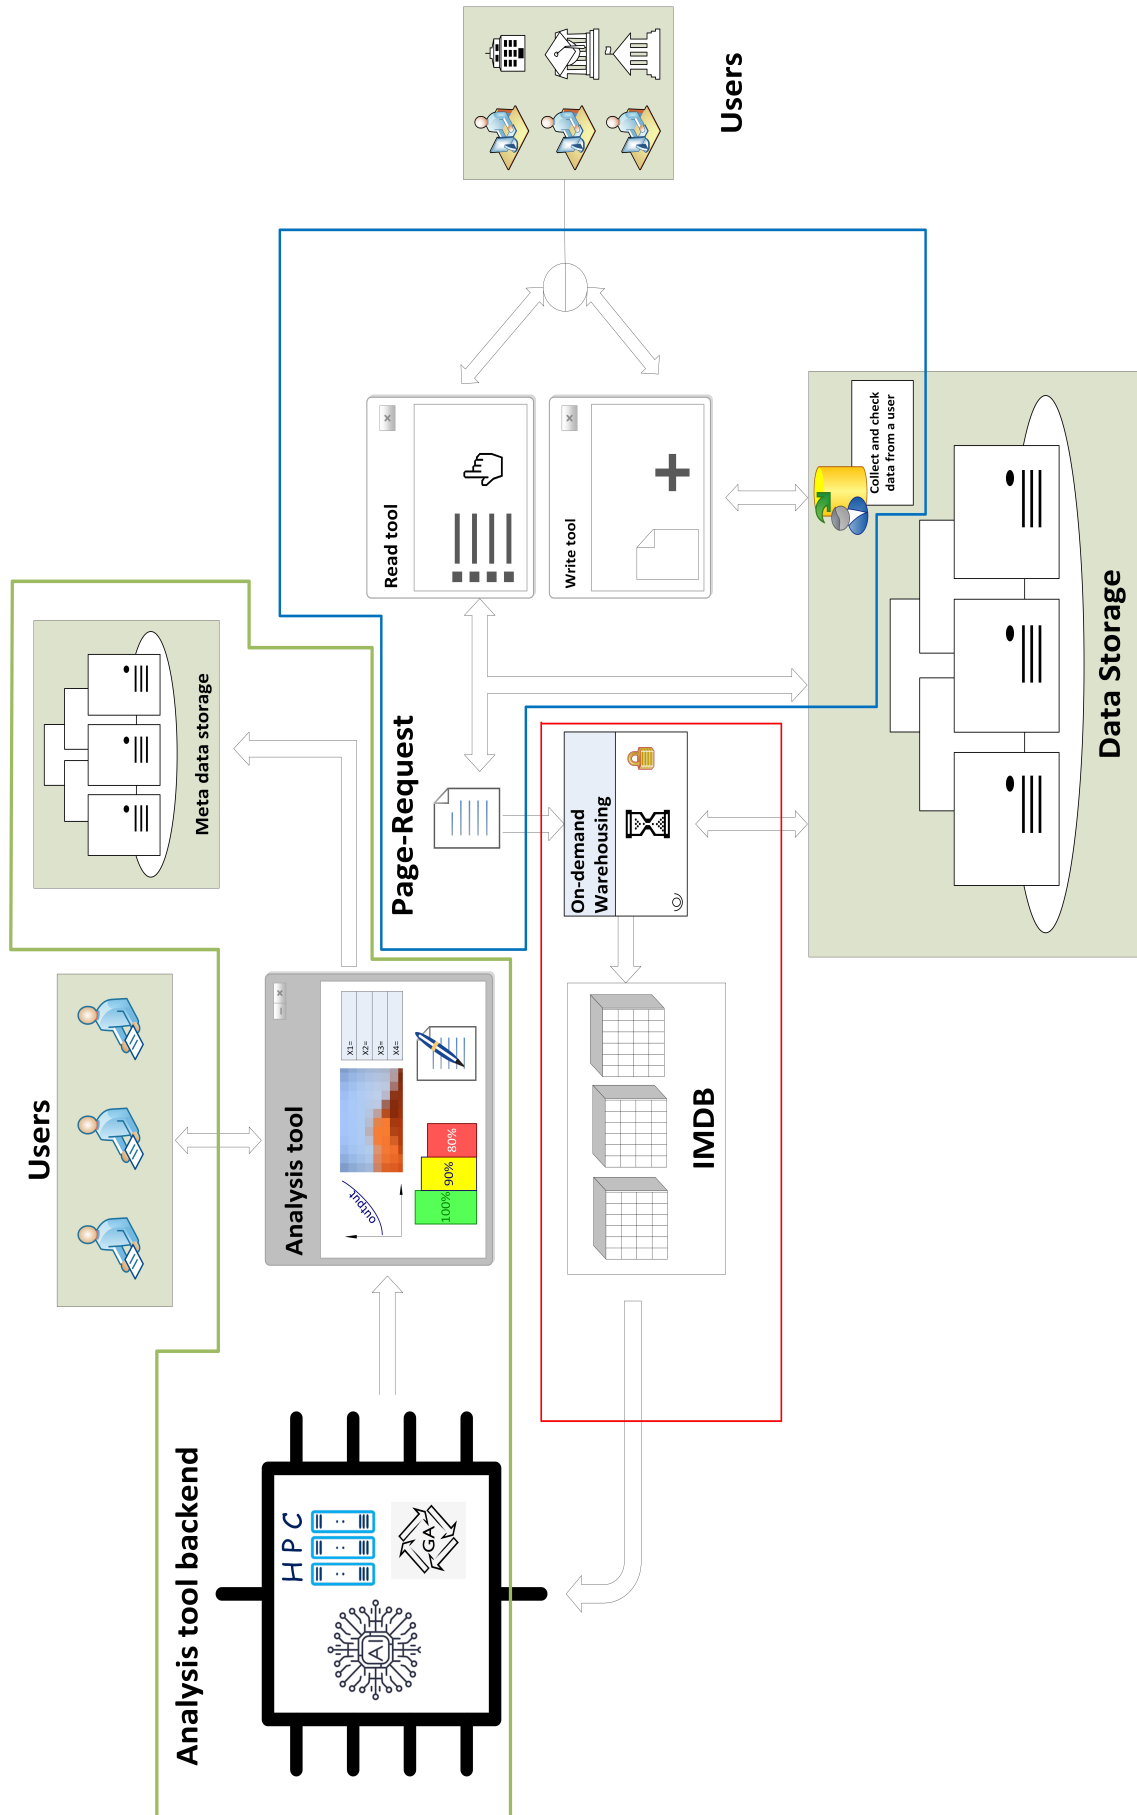 Analysis tool backend
HPC
AI
GA
Users
Analysis tool
output
X1=
X2=
X3=
X4=
100%
90%
80%
Meta data storage
Page-Request
On-demand
Warehousing
IMDB
Read tool
Write tool
Users
Collect and check
data from a user
Data Storage